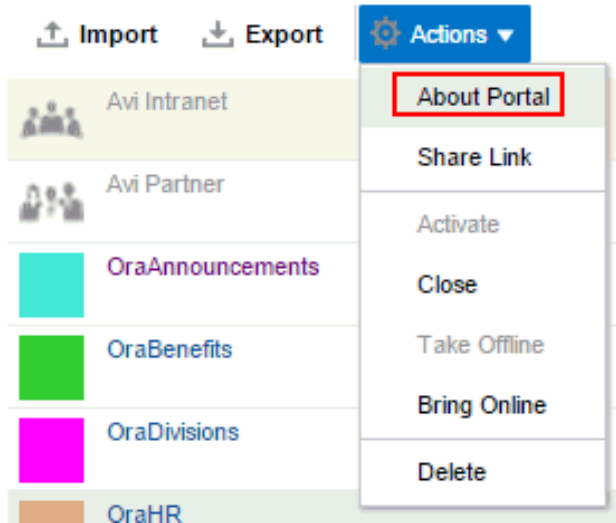 Import Export Actions
Avi Intranet
Avi Partner
OraAnnouncements
OraBenefits
OraDivisions
OraHR
About Portal
Share Link
Activate
Close
Take Offline
Bring Online
Delete